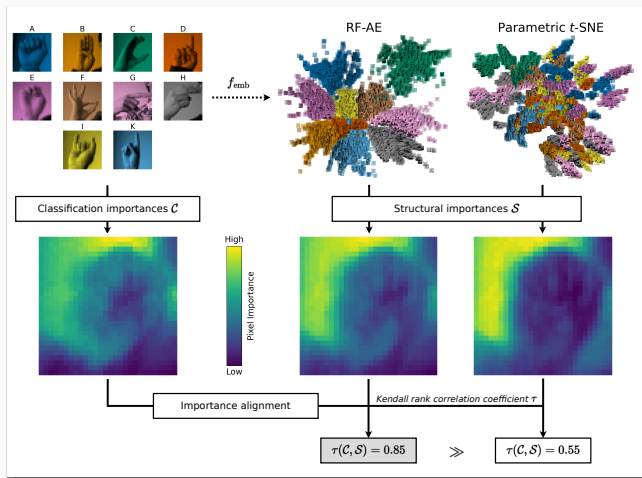 RF-AE
Parametric t-SNE
A B C D
E F G H
I K
f_emb
Classification importances 𝒞
Structural importances 𝒮
High
Pixel Importance
Low
Importance alignment
Kendall rank correlation coefficient τ
τ(𝒞, 𝒮) = 0.85
≫
τ(𝒞, 𝒮) = 0.55